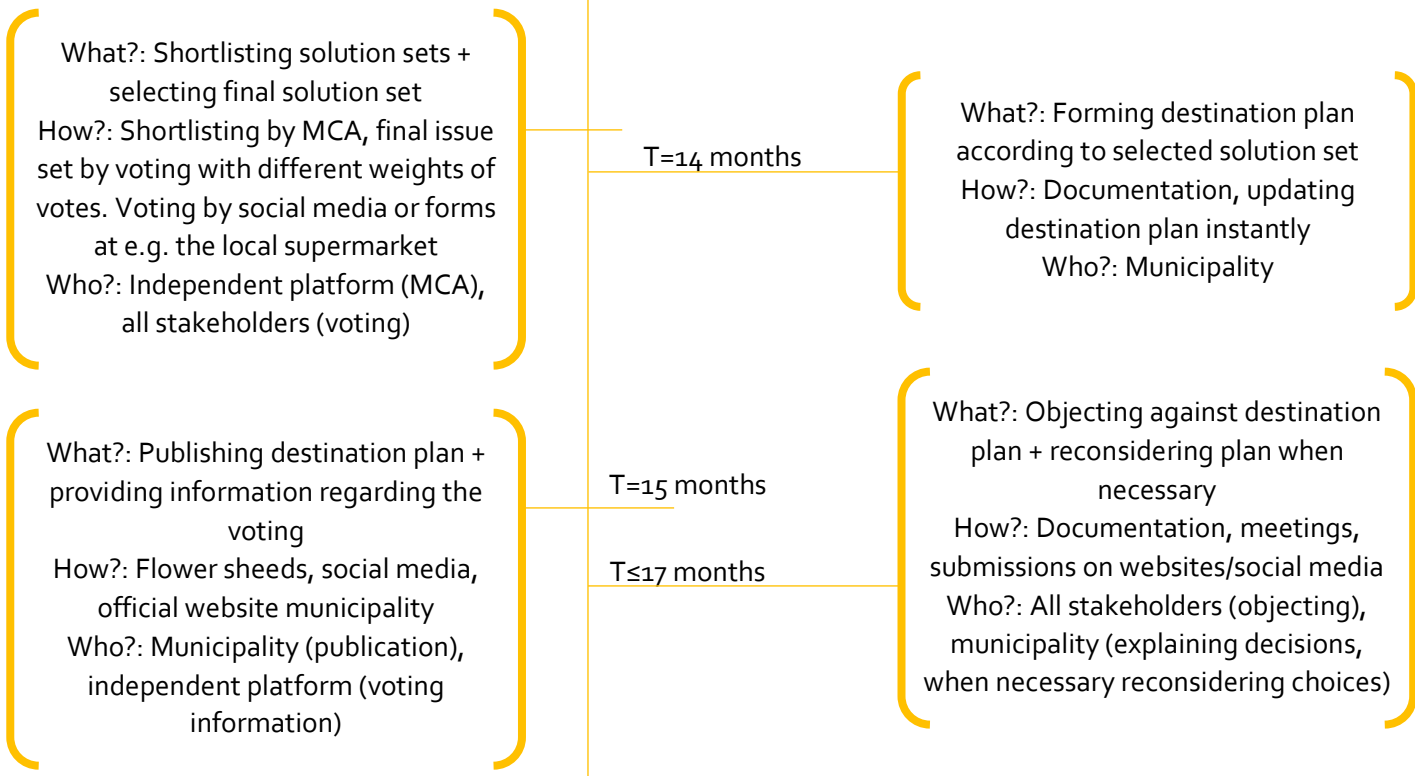 What?: Shortlisting solution sets +
selecting final solution set
How?: Shortlisting by MCA, final issue
set by voting with different weights of
votes. Voting by social media or forms
at e.g. the local supermarket
Who?: Independent platform (MCA),
all stakeholders (voting)
T=14 months
What?: Forming destination plan
according to selected solution set
How?: Documentation, updating
destination plan instantly
Who?: Municipality
What?: Publishing destination plan +
providing information regarding the
voting
How?: Flower sheeds, social media,
official website municipality
Who?: Municipality (publication),
independent platform (voting
information)
T=15 months
T≤17 months
What?: Objecting against destination
plan + reconsidering plan when
necessary
How?: Documentation, meetings,
submissions on websites/social media
Who?: All stakeholders (objecting),
municipality (explaining decisions,
when necessary reconsidering choices)